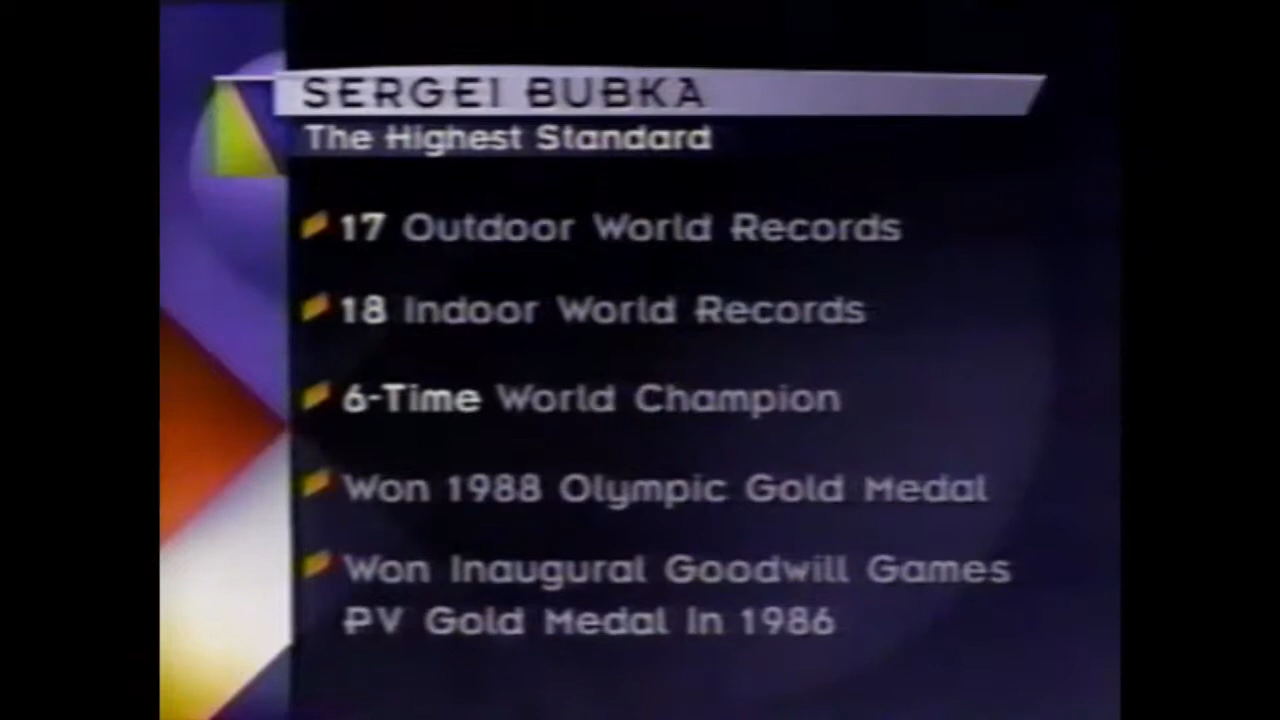 SERGEI BUBKA
The Highest Standard
17 Outdoor World Records
18 Indoor World Records
6-Time World Champion
Won 1988 Olympic Gold Medal
Won Inaugural Goodwill Games
PV Gold Medal In 1986